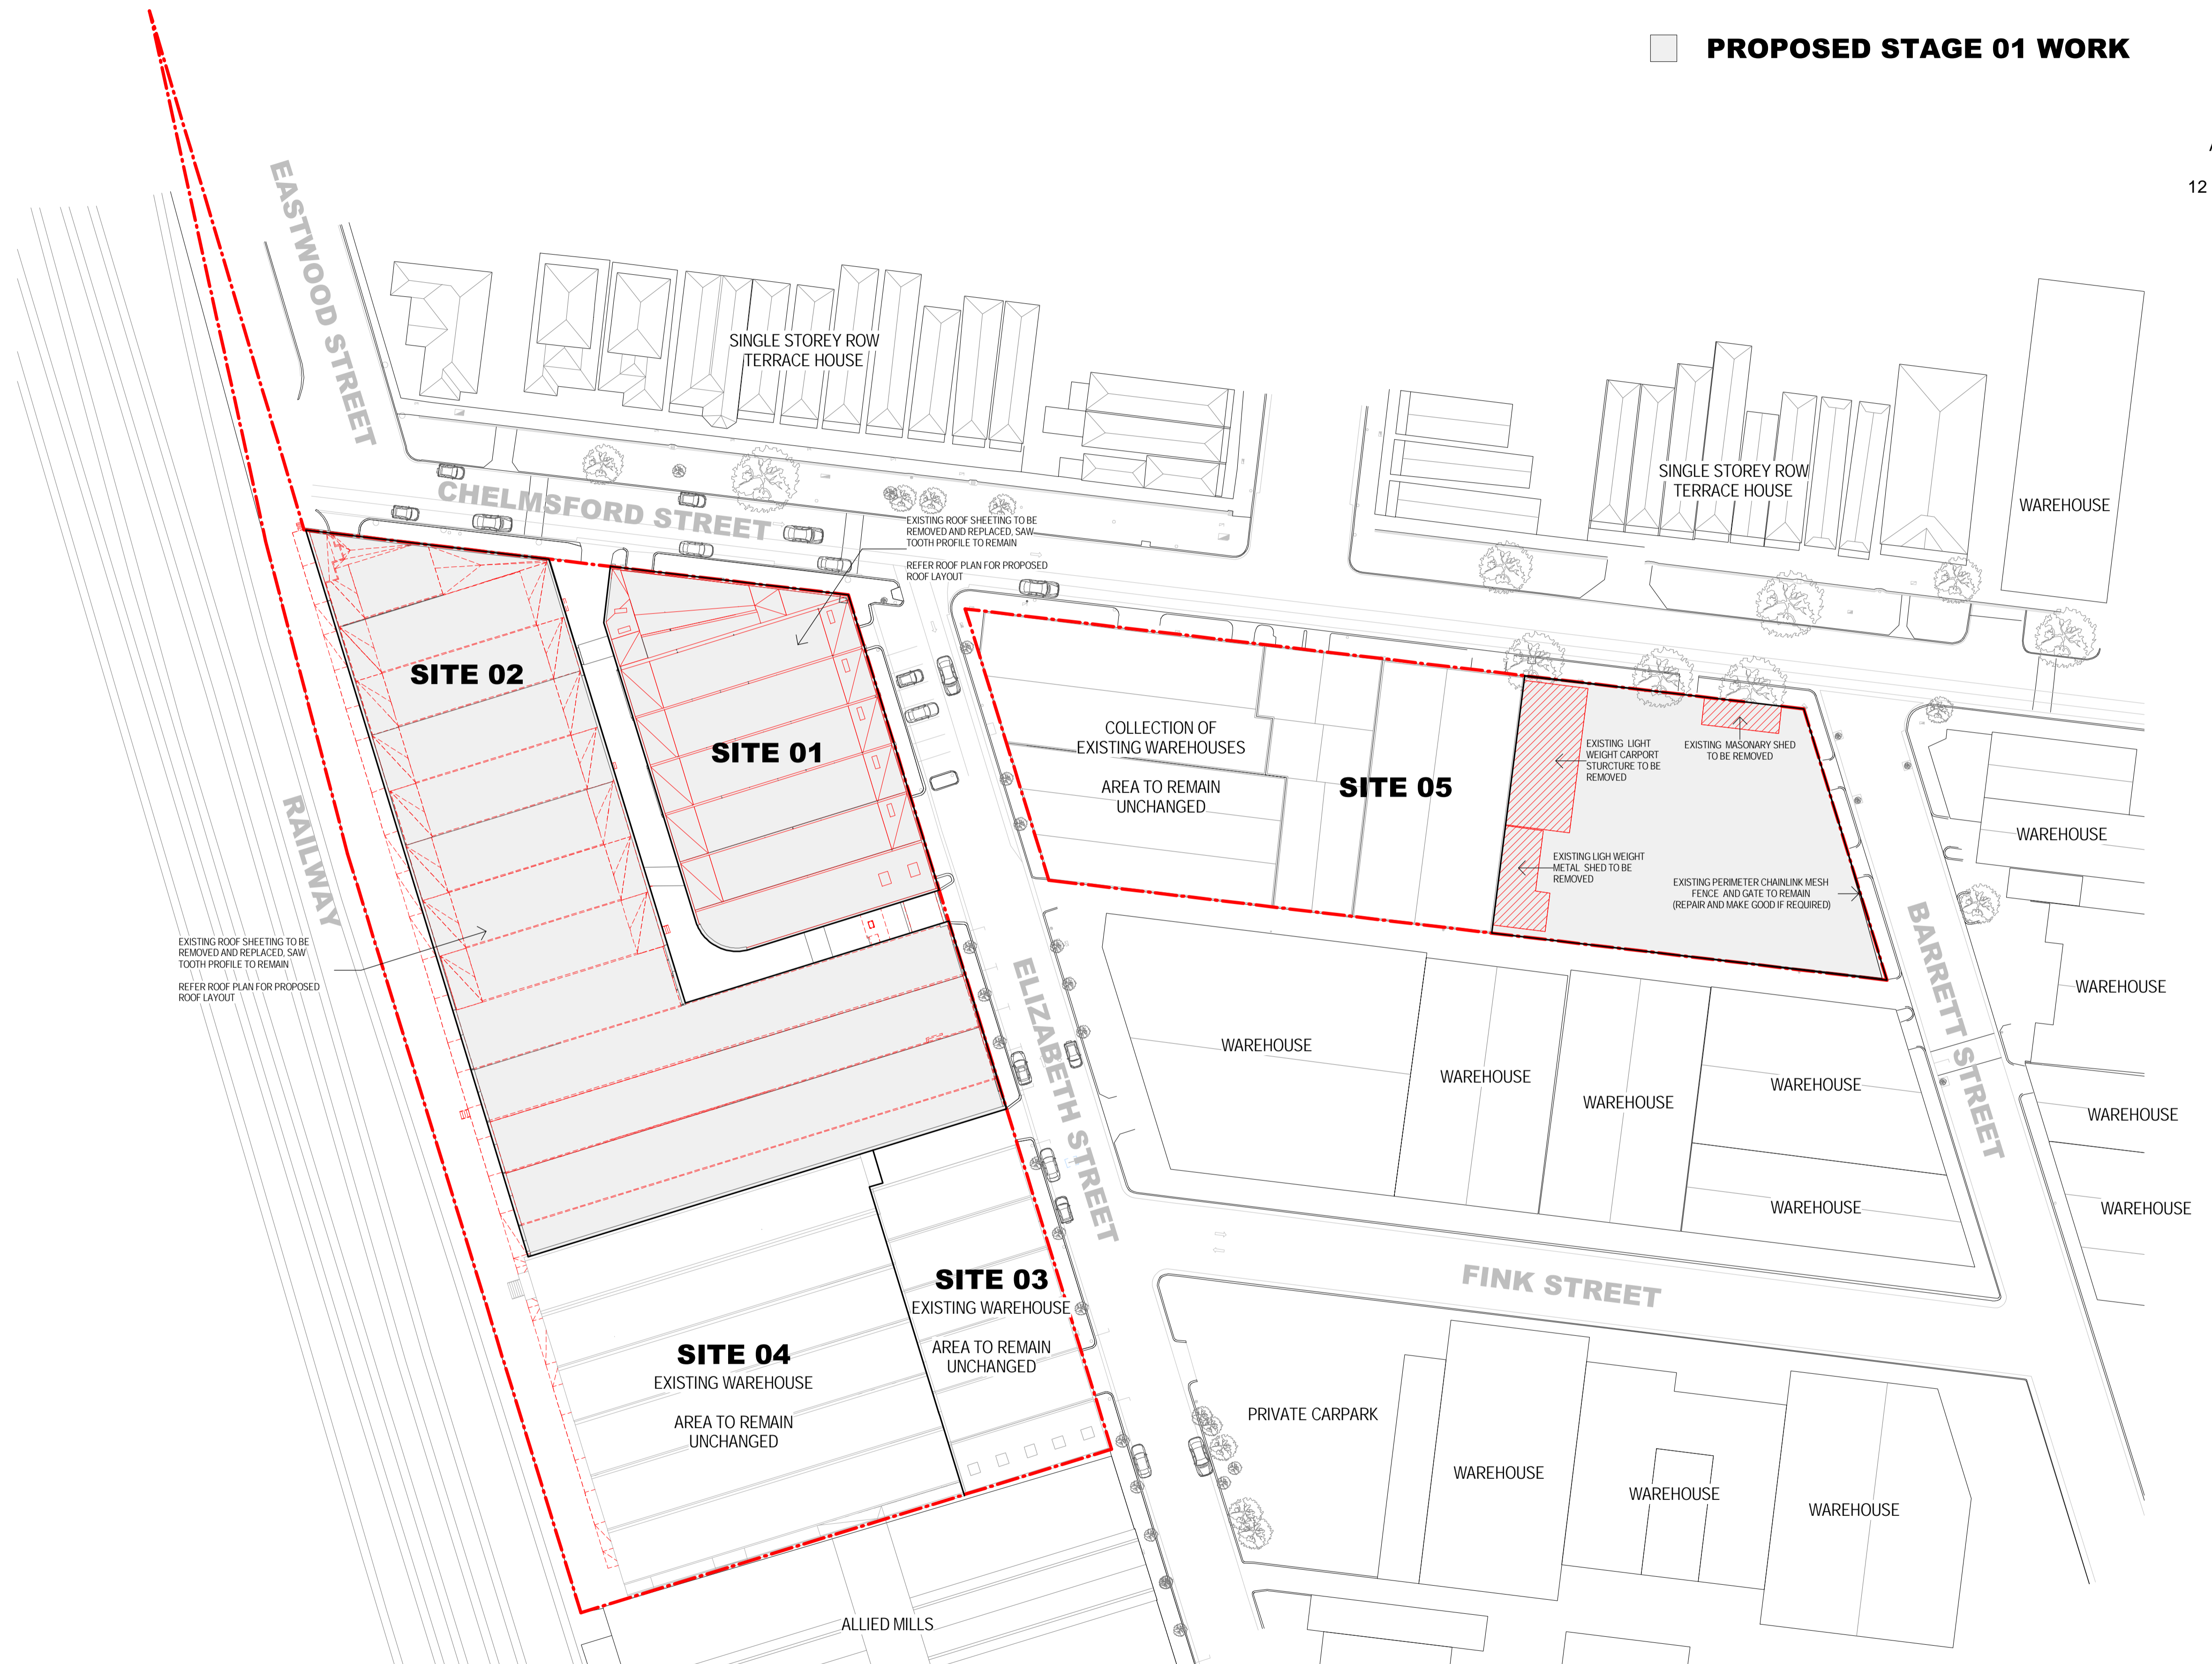 PROPOSED STAGE 01 WORK
12
EASTWOOD STREET
SINGLE STOREY ROW
TERRACE HOUSE
SINGLE STOREY ROW
TERRACE HOUSE
WAREHOUSE
CHELMSFORD STREET
EXISTING ROOF SHEETING TO BE
REMOVED AND REPLACED, SAW
TOOTH PROFILE TO REMAIN
REFER ROOF PLAN FOR PROPOSED
ROOF LAYOUT
SITE 02
SITE 01
COLLECTION OF
EXISTING WAREHOUSES
AREA TO REMAIN
UNCHANGED
SITE 05
EXISTING LIGHT
WEIGHT CARPORT
STURCTURE TO BE
REMOVED
EXISTING MASONARY SHED
TO BE REMOVED
EXISTING LIGH WEIGHT
METAL SHED TO BE
REMOVED
EXISTING PERIMETER CHAINLINK MESH
FENCE AND GATE TO REMAIN
(REPAIR AND MAKE GOOD IF REQUIRED)
WAREHOUSE
RAILWAY
EXISTING ROOF SHEETING TO BE
REMOVED AND REPLACED, SAW
TOOTH PROFILE TO REMAIN
REFER ROOF PLAN FOR PROPOSED
ROOF LAYOUT
ELIZABETH STREET
BARRETT STREET
WAREHOUSE
WAREHOUSE
WAREHOUSE
WAREHOUSE
WAREHOUSE
WAREHOUSE
WAREHOUSE
WAREHOUSE
FINK STREET
SITE 03
EXISTING WAREHOUSE
AREA TO REMAIN
UNCHANGED
SITE 04
EXISTING WAREHOUSE
AREA TO REMAIN
UNCHANGED
PRIVATE CARPARK
WAREHOUSE
WAREHOUSE
WAREHOUSE
ALLIED MILLS